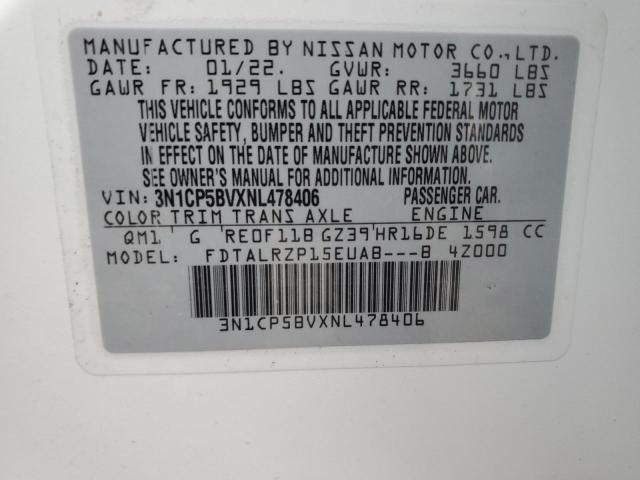 MANUFACTURED BY NISSAN MOTOR CO., LTD.
DATE: 01/22. GVWR: 3660 LBS
GAWR FR: 1929 LBS GAWR RR: 1731 LBS
THIS VEHICLE CONFORMS TO ALL APPLICABLE FEDERAL MOTOR
VEHICLE SAFETY, BUMPER AND THEFT PREVENTION STANDARDS
IN EFFECT ON THE DATE OF MANUFACTURE SHOWN ABOVE.
SEE OWNER'S MANUAL FOR ADDITIONAL INFORMATION
VIN: 3N1CP5BVXNL478406 PASSENGER CAR.
COLOR TRIM TRANS AXLE ENGINE
QM1 G RE0F11B GZ39 HR16DE 1598 CC
MODEL: FDTALRZP15EUAB---B 4Z000
3N1CP5BVXNL478406